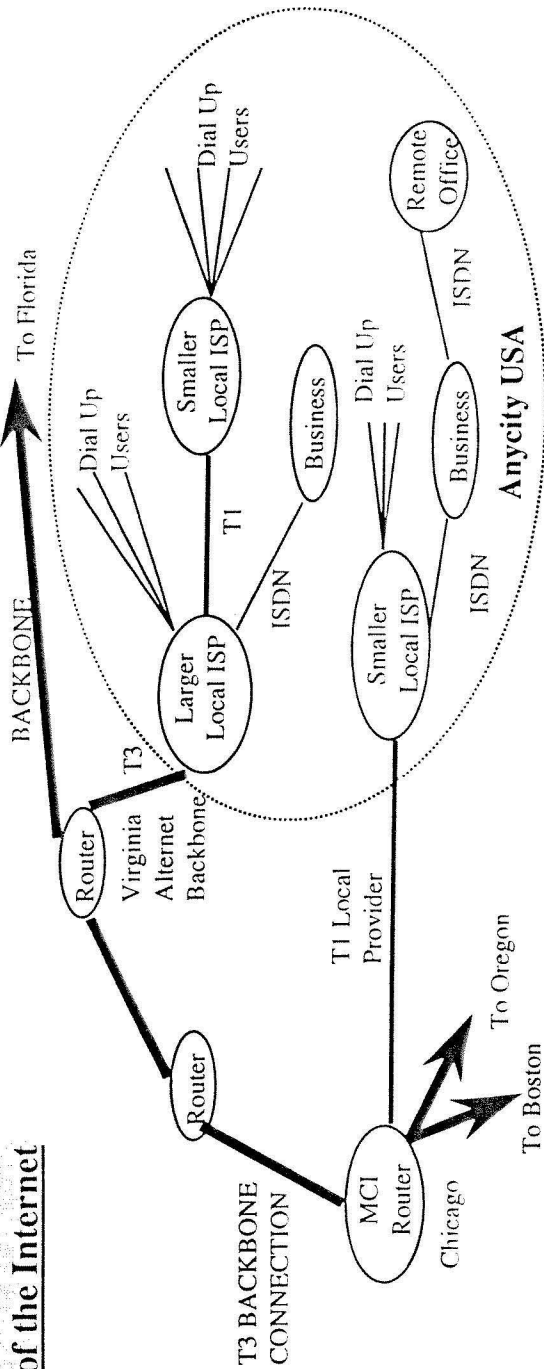 of the Internet
T3 BACKBONE
CONNECTION
MCI
Router
Chicago
To Boston
To Oregon
Router
T1 Local
Provider
Router
Virginia
Alternet
Backbone
T3
BACKBONE
To Florida
Larger
Local ISP
Dial Up
Users
T1
Smaller
Local ISP
Dial Up
Users
ISDN
Business
Smaller
Local ISP
Dial Up
Users
ISDN
Business
ISDN
Remote
Office
Anycity USA